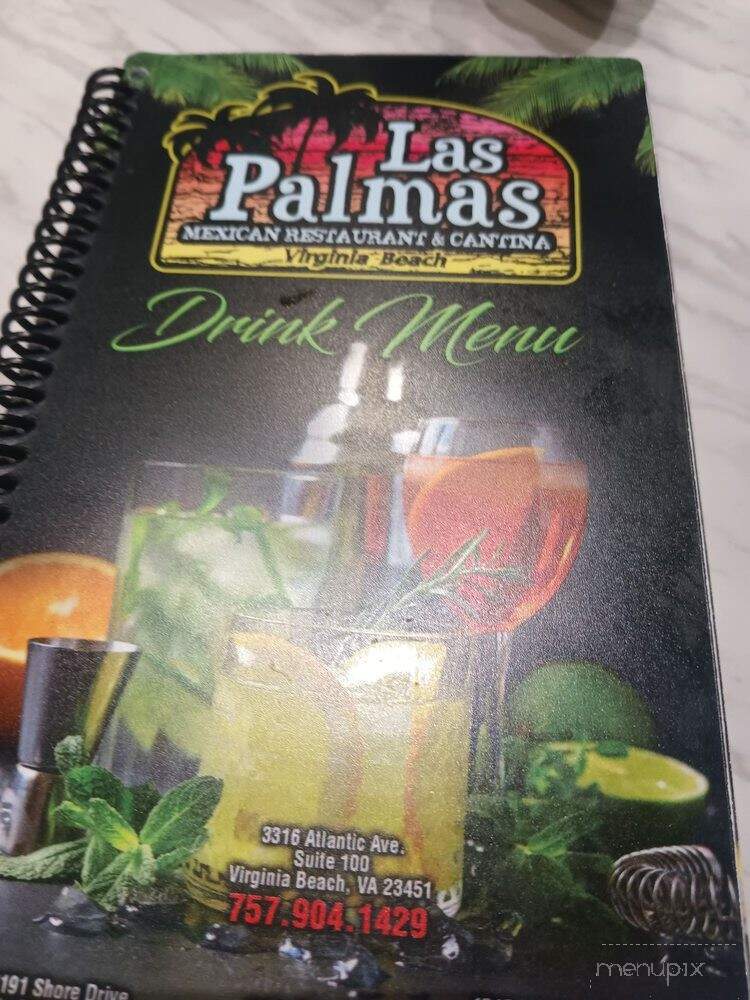 Las
Palmas
MEXICAN RESTAURANT & CANTINA
Virginia Beach
Drink Menu
3316 Atlantic Ave.
Suite 100
Virginia Beach, VA 23451
757.904.1429
191 Shore Drive
menupix